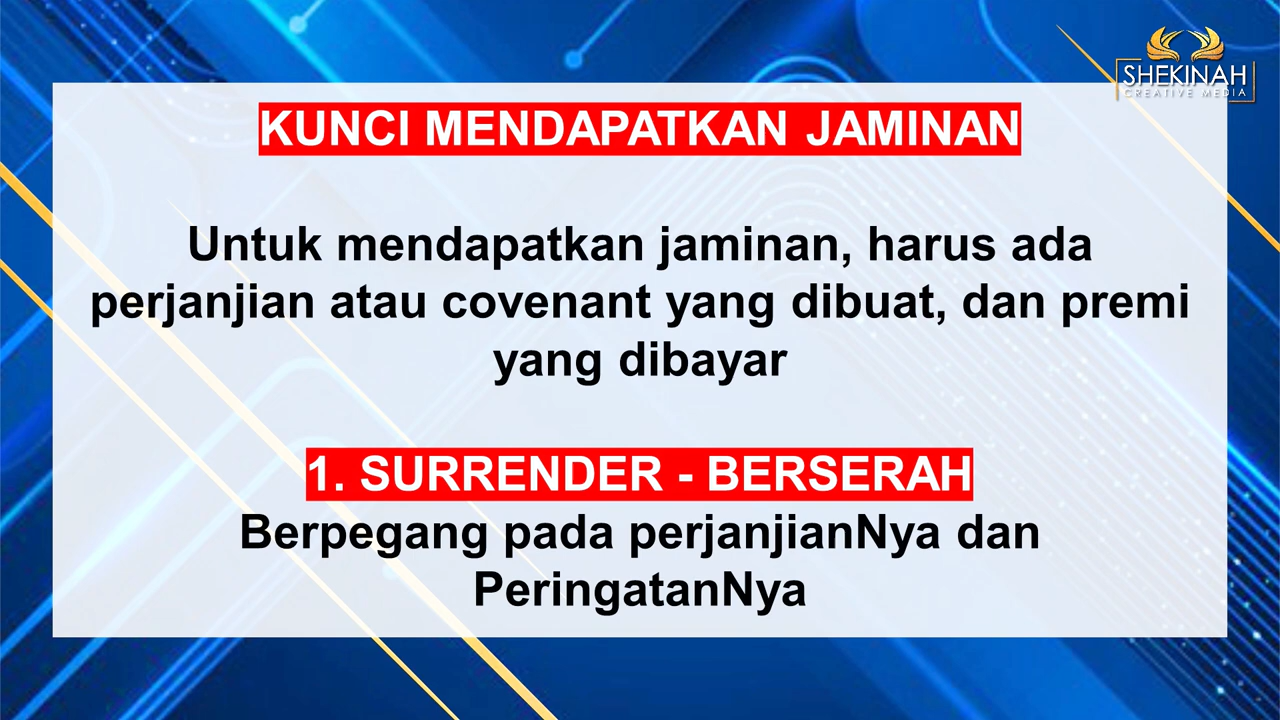 SHEKINAH
CREATIVE MEDIA
KUNCI MENDAPATKAN JAMINAN
Untuk mendapatkan jaminan, harus ada
perjanjian atau covenant yang dibuat, dan premi
yang dibayar
1. SURRENDER - BERSERAH
Berpegang pada perjanjianNya dan
PeringatanNya